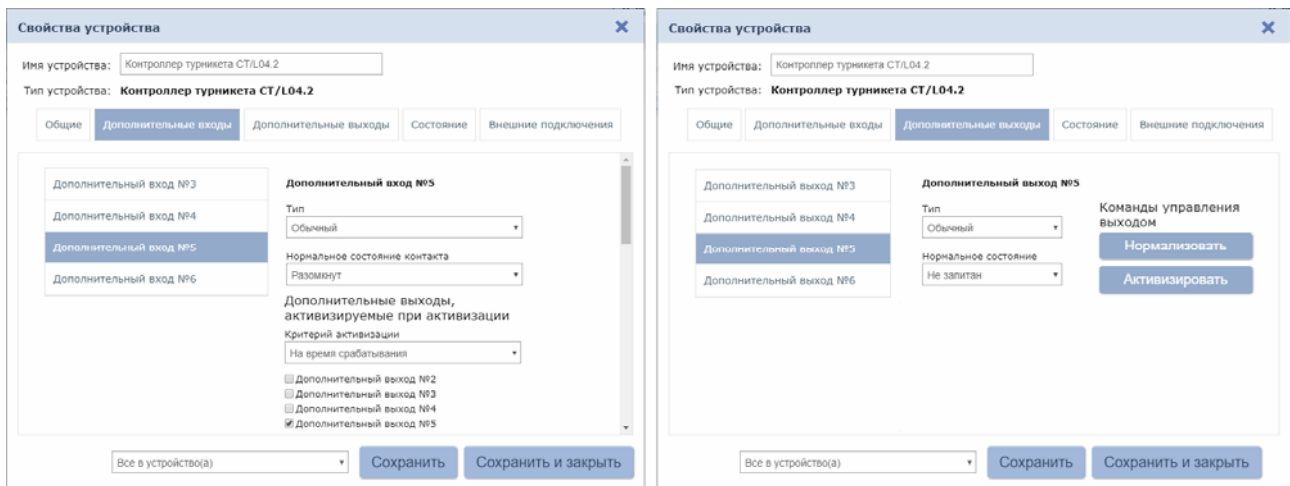 Свойства устройства
Имя устройства: Контроллер турникета CT/L04.2
Тип устройства: Контроллер турникета CT/L04.2
Общие Дополнительные входы Дополнительные выходы Состояние Внешние подключения
Дополнительный вход №3
Дополнительный вход №4
Дополнительный вход №5
Дополнительный вход №6
Дополнительный вход №5
Тип
Обычный
Нормальное состояние контакта
Разомкнут
Дополнительные выходы,
активизируемые при активизации
Критерий активизации
На время срабатывания
Дополнительный выход №2
Дополнительный выход №3
Дополнительный выход №4
Дополнительный выход №5
Все в устройство(а) Сохранить Сохранить и закрыть
Свойства устройства
Имя устройства: Контроллер турникета CT/L04.2
Тип устройства: Контроллер турникета CT/L04.2
Общие Дополнительные входы Дополнительные выходы Состояние Внешние подключения
Дополнительный выход №3
Дополнительный выход №4
Дополнительный выход №5
Дополнительный выход №6
Дополнительный выход №5
Тип
Обычный
Нормальное состояние
Не запитан
Команды управления
выходом
Нормализовать
Активизировать
Все в устройство(а) Сохранить Сохранить и закрыть